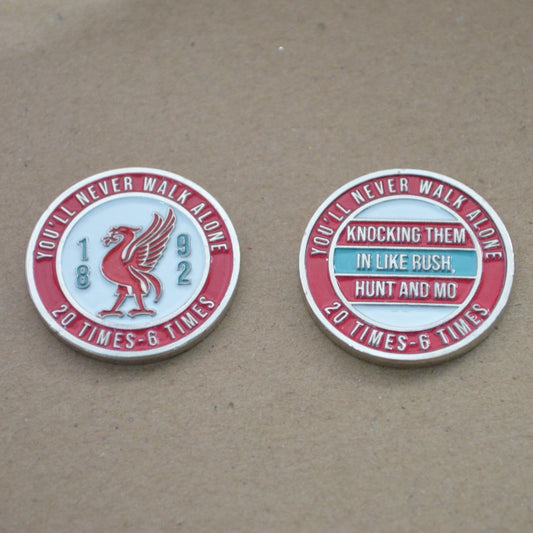 YOU'LL NEVER WALK ALONE
18
92
20 TIMES-6 TIMES
YOU'LL NEVER WALK ALONE
KNOCKING THEM
IN LIKE RUSH,
HUNT AND MO
20 TIMES-6 TIMES